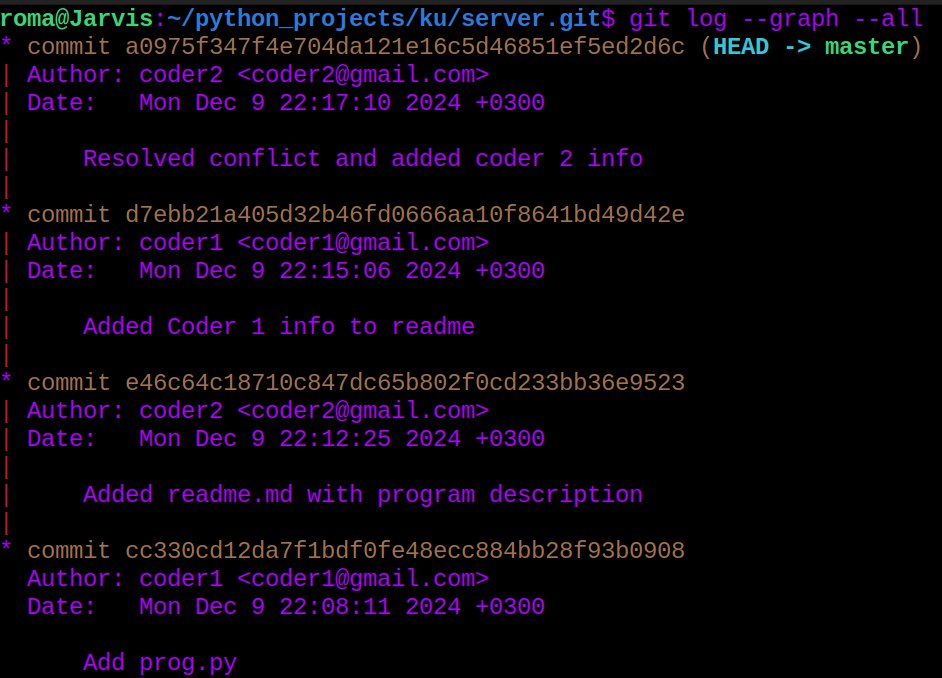 roma@Jarvis:~/python_projects/ku/server.git$ git log --graph --all
* commit a0975f347f4e704da121e16c5d46851ef5ed2d6c (HEAD -> master)
| Author: coder2 <coder2@gmail.com>
| Date:   Mon Dec 9 22:17:10 2024 +0300
|
|     Resolved conflict and added coder 2 info
|
* commit d7ebb21a405d32b46fd0666aa10f8641bd49d42e
| Author: coder1 <coder1@gmail.com>
| Date:   Mon Dec 9 22:15:06 2024 +0300
|
|     Added Coder 1 info to readme
|
* commit e46c64c18710c847dc65b802f0cd233bb36e9523
| Author: coder2 <coder2@gmail.com>
| Date:   Mon Dec 9 22:12:25 2024 +0300
|
|     Added readme.md with program description
|
* commit cc330cd12da7f1bdf0fe48ecc884bb28f93b0908
  Author: coder1 <coder1@gmail.com>
  Date:   Mon Dec 9 22:08:11 2024 +0300

      Add prog.py